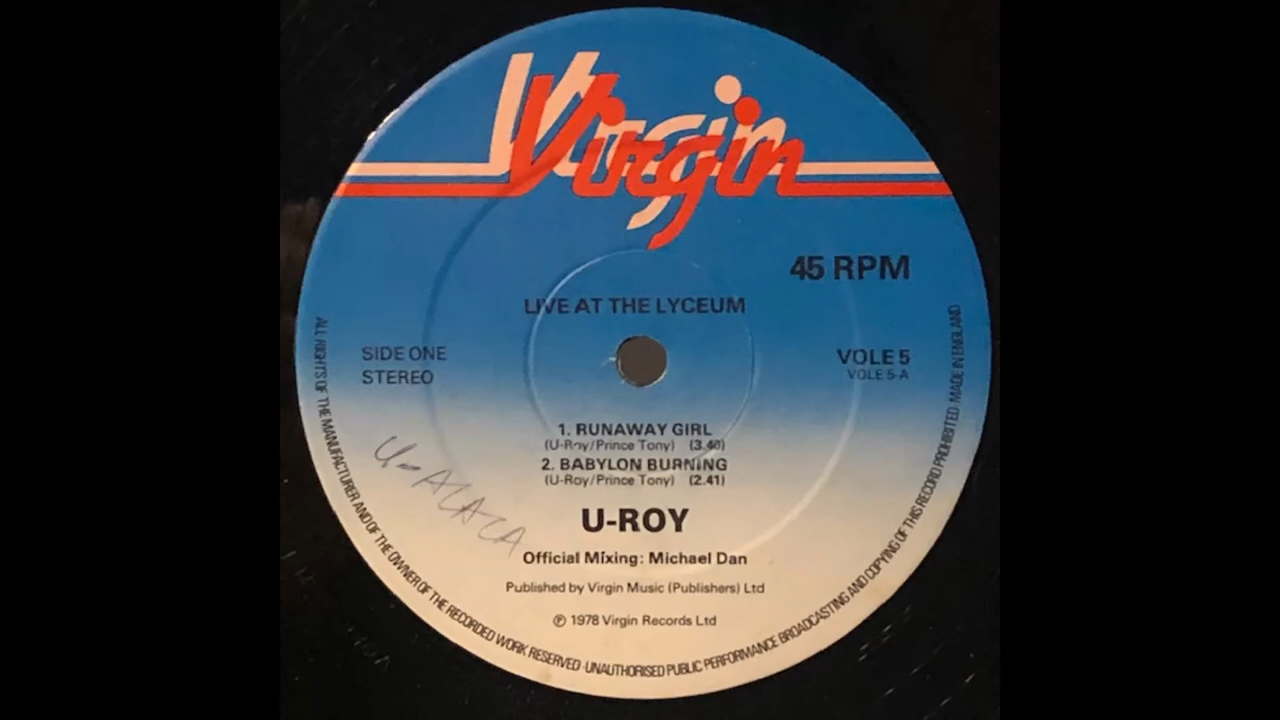 Virgin
45 RPM
LIVE AT THE LYCEUM
SIDE ONE
STEREO
VOLE 5
VOLE 5-A
1. RUNAWAY GIRL
(U-Roy/Prince Tony) (3.40)
2. BABYLON BURNING
(U-Roy/Prince Tony) (2.41)
U-ROY
Official Mixing: Michael Dan
Published by Virgin Music (Publishers) Ltd
℗ 1978 Virgin Records Ltd
ALL RIGHTS OF THE MANUFACTURER AND OF THE OWNER OF THE RECORDED WORK RESERVED · UNAUTHORISED PUBLIC PERFORMANCE BROADCASTING AND COPYING OF THIS RECORD PROHIBITED MADE IN ENGLAND